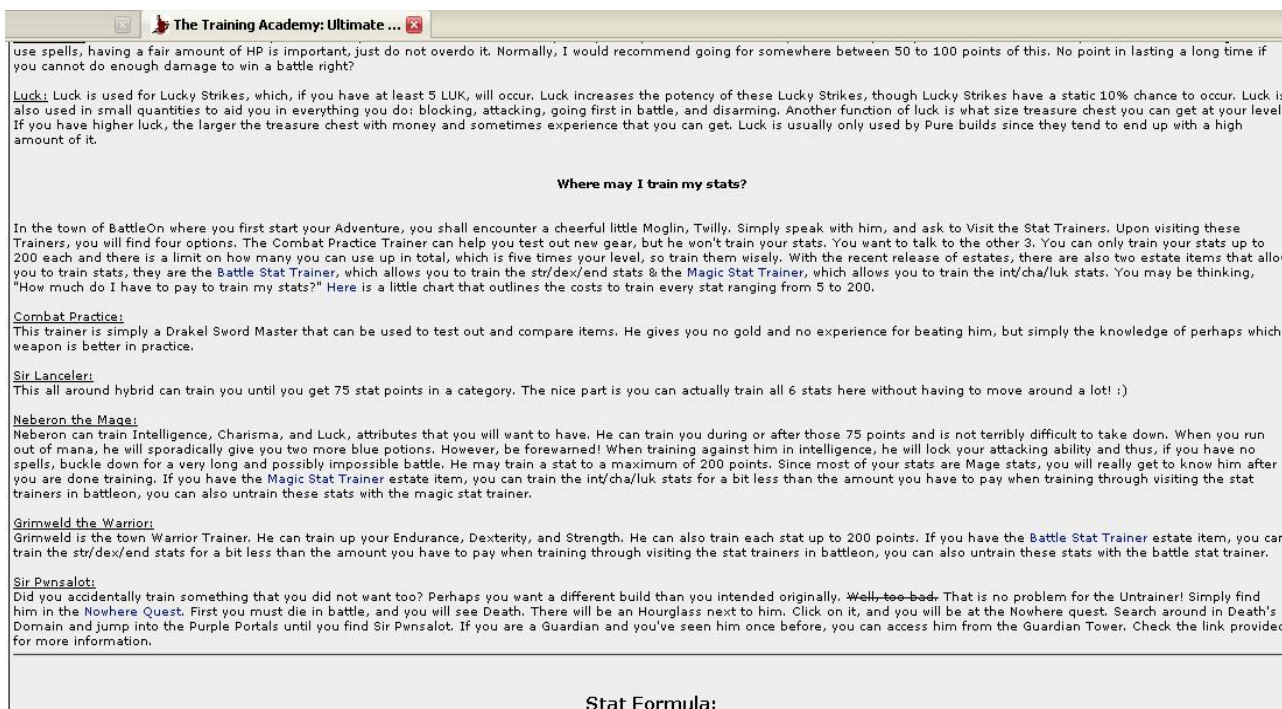 The Training Academy: Ultimate ...
use spells, having a fair amount of HP is important, just do not overdo it. Normally, I would recommend going for somewhere between 50 to 100 points of this. No point in lasting a long time if
you cannot do enough damage to win a battle right?
Luck: Luck is used for Lucky Strikes, which, if you have at least 5 LUK, will occur. Luck increases the potency of these Lucky Strikes, though Lucky Strikes have a static 10% chance to occur. Luck is
also used in small quantities to aid you in everything you do: blocking, attacking, going first in battle, and disarming. Another function of luck is what size treasure chest you can get at your level.
If you have higher luck, the larger the treasure chest with money and sometimes experience that you can get. Luck is usually only used by Pure builds since they tend to end up with a high
amount of it.
Where may I train my stats?
In the town of BattleOn where you first start your Adventure, you shall encounter a cheerful little Moglin, Twilly. Simply speak with him, and ask to Visit the Stat Trainers. Upon visiting these
Trainers, you will find four options. The Combat Practice Trainer can help you test out new gear, but he won't train your stats. You want to talk to the other 3. You can only train your stats up to
200 each and there is a limit on how many you can use up in total, which is five times your level, so train them wisely. With the recent release of estates, there are also two estate items that allo
you to train stats, they are the Battle Stat Trainer, which allows you to train the str/dex/end stats & the Magic Stat Trainer, which allows you to train the int/cha/luk stats. You may be thinking,
"How much do I have to pay to train my stats?" Here is a little chart that outlines the costs to train every stat ranging from 5 to 200.
Combat Practice:
This trainer is simply a Drakel Sword Master that can be used to test out and compare items. He gives you no gold and no experience for beating him, but simply the knowledge of perhaps which
weapon is better in practice.
Sir Lanceler:
This all around hybrid can train you until you get 75 stat points in a category. The nice part is you can actually train all 6 stats here without having to move around a lot! :)
Neberon the Mage:
Neberon can train Intelligence, Charisma, and Luck, attributes that you will want to have. He can train you during or after those 75 points and is not terribly difficult to take down. When you run
out of mana, he will sporadically give you two more blue potions. However, be forewarned! When training against him in intelligence, he will lock your attacking ability and thus, if you have no
spells, buckle down for a very long and possibly impossible battle. He may train a stat to a maximum of 200 points. Since most of your stats are Mage stats, you will really get to know him after
you are done training. If you have the Magic Stat Trainer estate item, you can train the int/cha/luk stats for a bit less than the amount you have to pay when training through visiting the stat
trainers in battleon, you can also untrain these stats with the magic stat trainer.
Grimweld the Warrior:
Grimweld is the town Warrior Trainer. He can train up your Endurance, Dexterity, and Strength. He can also train each stat up to 200 points. If you have the Battle Stat Trainer estate item, you can
train the str/dex/end stats for a bit less than the amount you have to pay when training through visiting the stat trainers in battleon, you can also untrain these stats with the battle stat trainer.
Sir Pwnsalot:
Did you accidentally train something that you did not want too? Perhaps you want a different build than you intended originally. Well, too bad. That is no problem for the Untrainer! Simply find
him in the Nowhere Quest. First you must die in battle, and you will see Death. There will be an Hourglass next to him. Click on it, and you will be at the Nowhere quest. Search around in Death's
Domain and jump into the Purple Portals until you find Sir Pwnsalot. If you are a Guardian and you've seen him once before, you can access him from the Guardian Tower. Check the link provided
for more information.
Stat Formula: